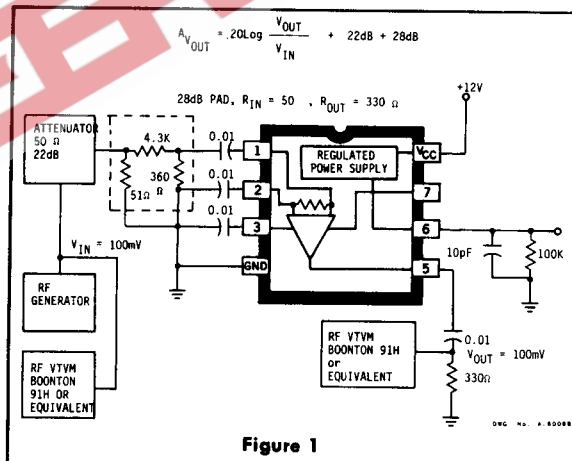 A_VOUT = .20Log V_OUT / V_IN + 22dB + 28dB
28dB PAD, R_IN = 50 , R_OUT = 330 Ω
+12V
ATTENUATOR
50 Ω
22dB
4.3K
360
Ω
51Ω
0.01
0.01
0.01
1
2
3
GND
REGULATED
POWER SUPPLY
V_CC
7
6
5
10pF
100K
V_IN = 100mV
RF
GENERATOR
RF VTVM
BOONTON
91H OR
EQUIVALENT
RF VTVM
BOONTON 91H
or
EQUIVALENT
0.01
V_OUT = 100mV
330Ω
DWG No. A.8008B
Figure 1